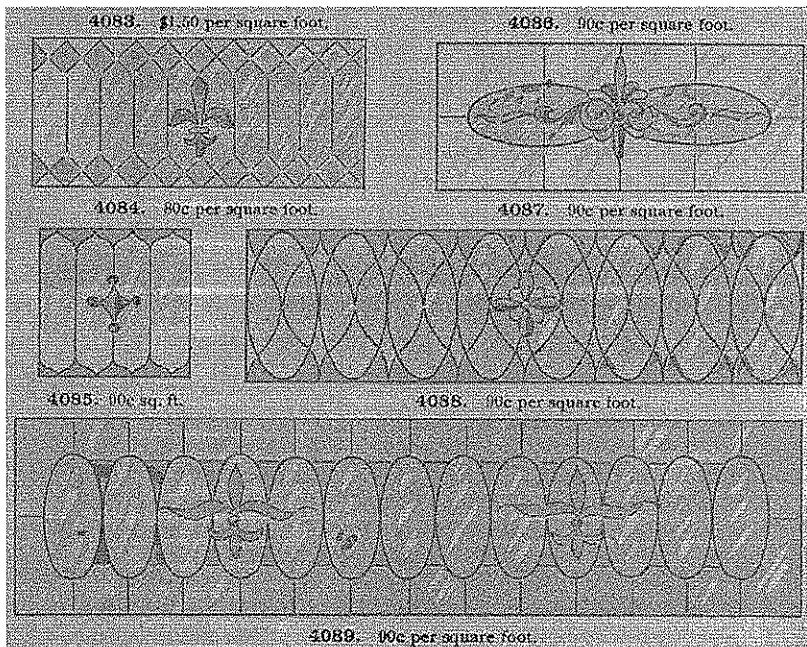 4083. $1.50 per square foot.
4086. 90c per square foot.
4084. 80c per square foot.
4087. 90c per square foot.
4085. 90c sq. ft.
4088. 90c per square foot.
4089. 90c per square foot.